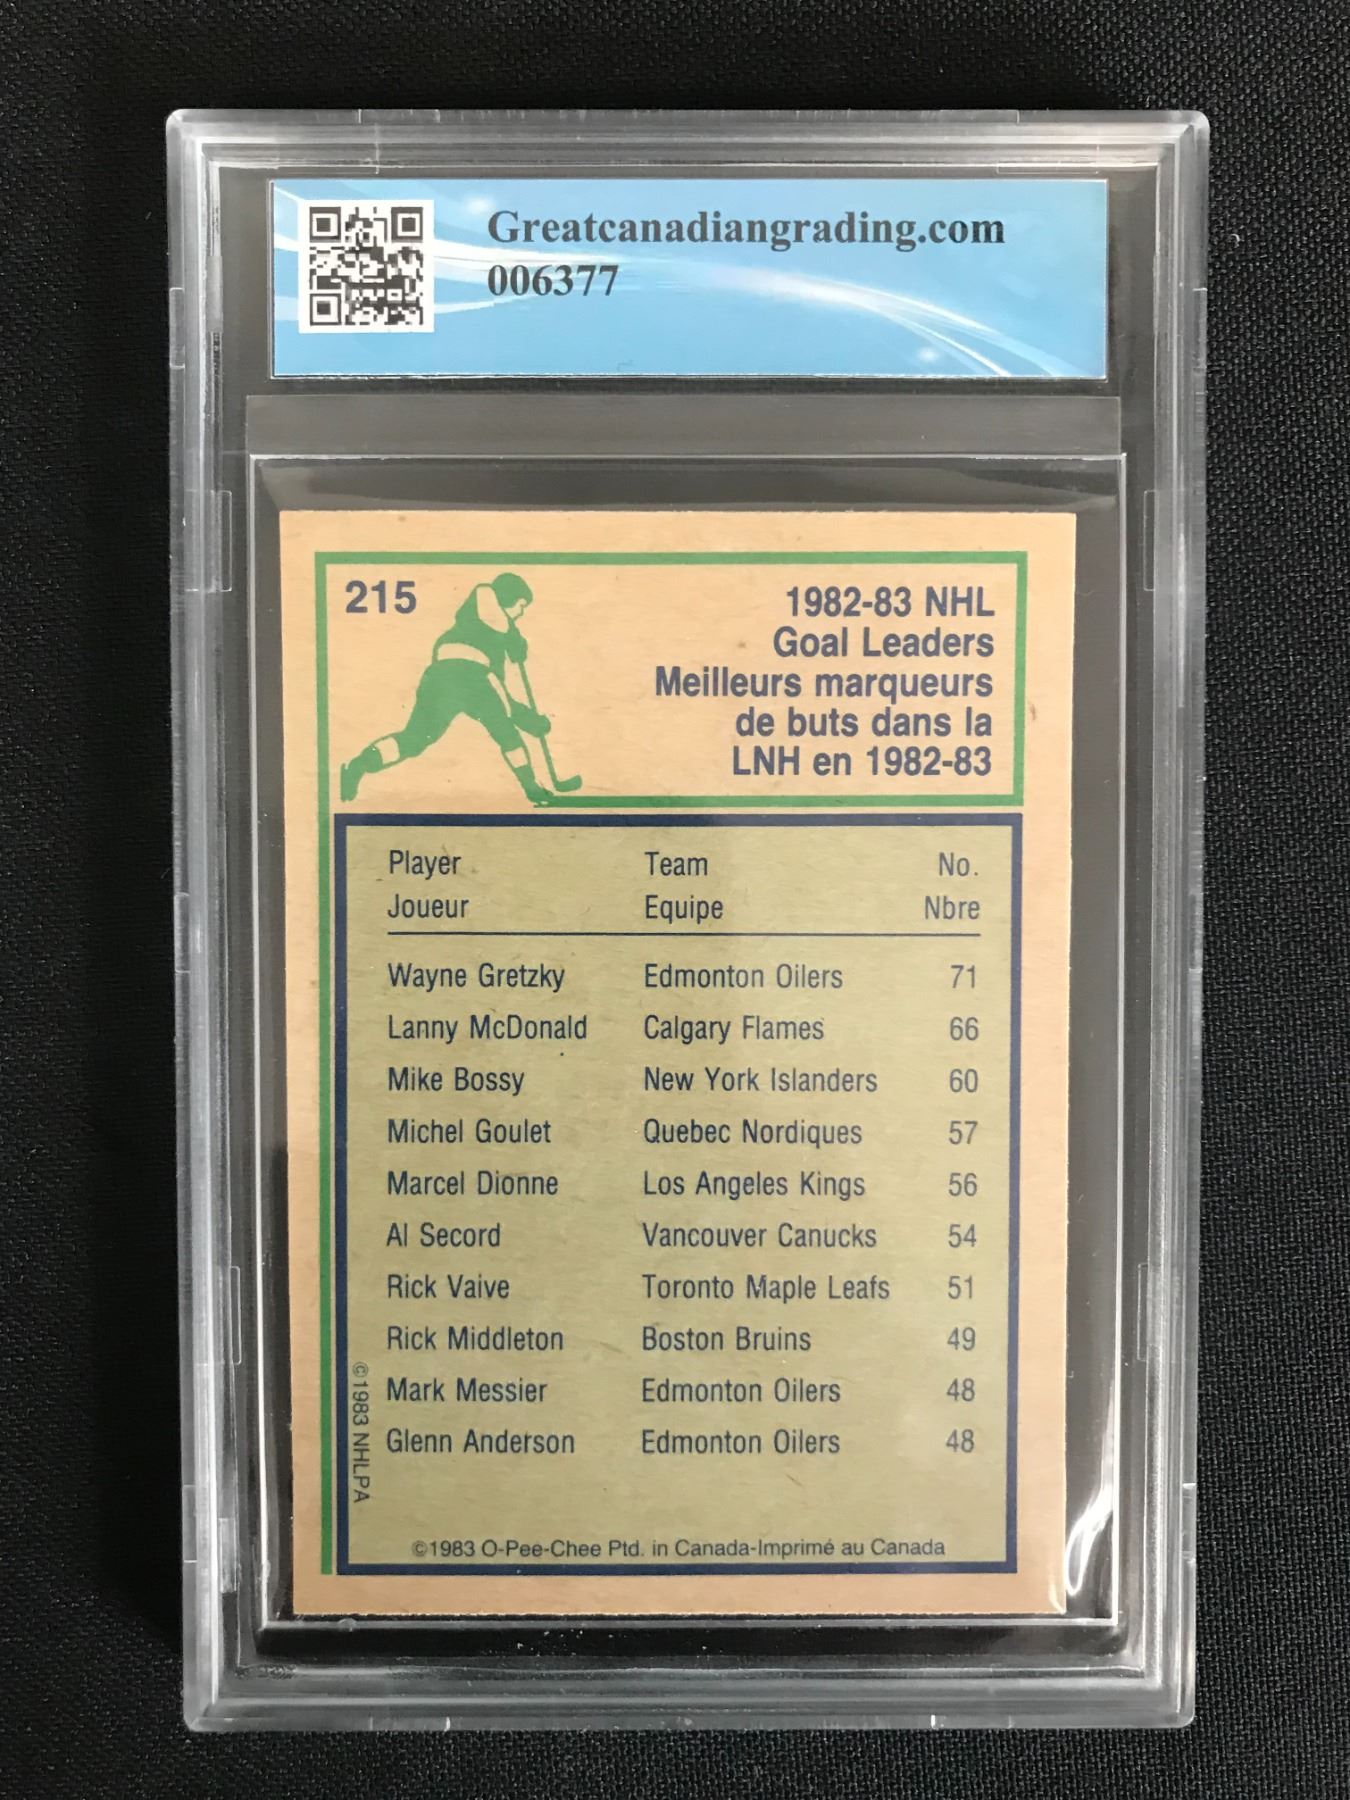 Greatcanadiangrading.com
006377
215
1982-83 NHL
Goal Leaders
Meilleurs marqueurs
de buts dans la
LNH en 1982-83
Player Team No.
Joueur Equipe Nbre
Wayne Gretzky Edmonton Oilers 71
Lanny McDonald Calgary Flames 66
Mike Bossy New York Islanders 60
Michel Goulet Quebec Nordiques 57
Marcel Dionne Los Angeles Kings 56
Al Secord Vancouver Canucks 54
Rick Vaive Toronto Maple Leafs 51
Rick Middleton Boston Bruins 49
Mark Messier Edmonton Oilers 48
Glenn Anderson Edmonton Oilers 48
©1983 NHLPA
©1983 O-Pee-Chee Ptd. in Canada-Imprimé au Canada